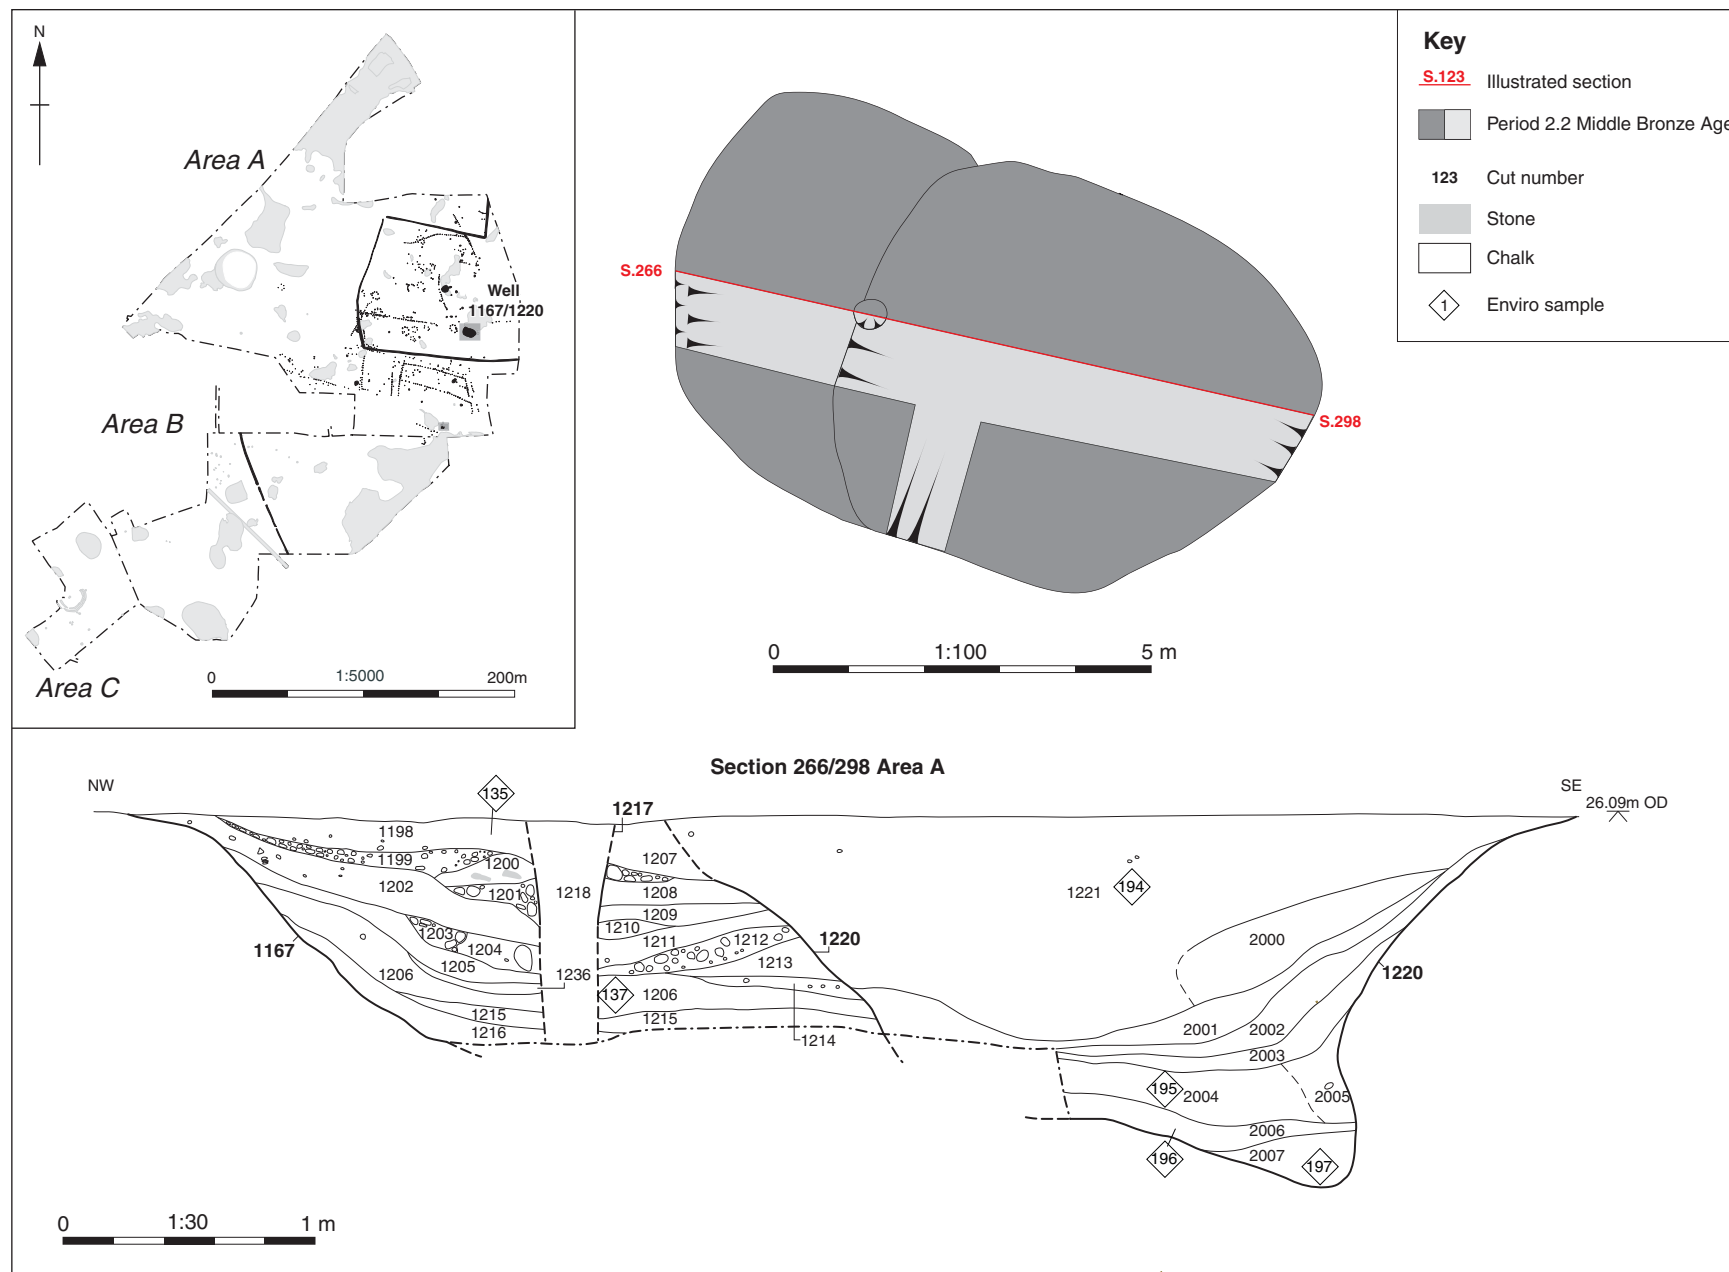 N
Area A
Well
1167/1220
Area B
Area C
0 1:5000 200m
S.266
S.298
0 1:100 5 m
Key
S.123 Illustrated section
Period 2.2 Middle Bronze Age
123 Cut number
Stone
Chalk
1 Enviro sample
Section 266/298 Area A
NW
SE
26.09m OD
135
1217
1198
1199
1200
1207
1202
1201
1218
1208
1221
194
1209
1210
1203
1204
1211
1212
1220
2000
1167
1205
1213
1206
1236
1220
137
1206
1215
1215
1216
1214
2001
2002
2003
195
2004
2005
2006
2007
196
197
0 1:30 1 m